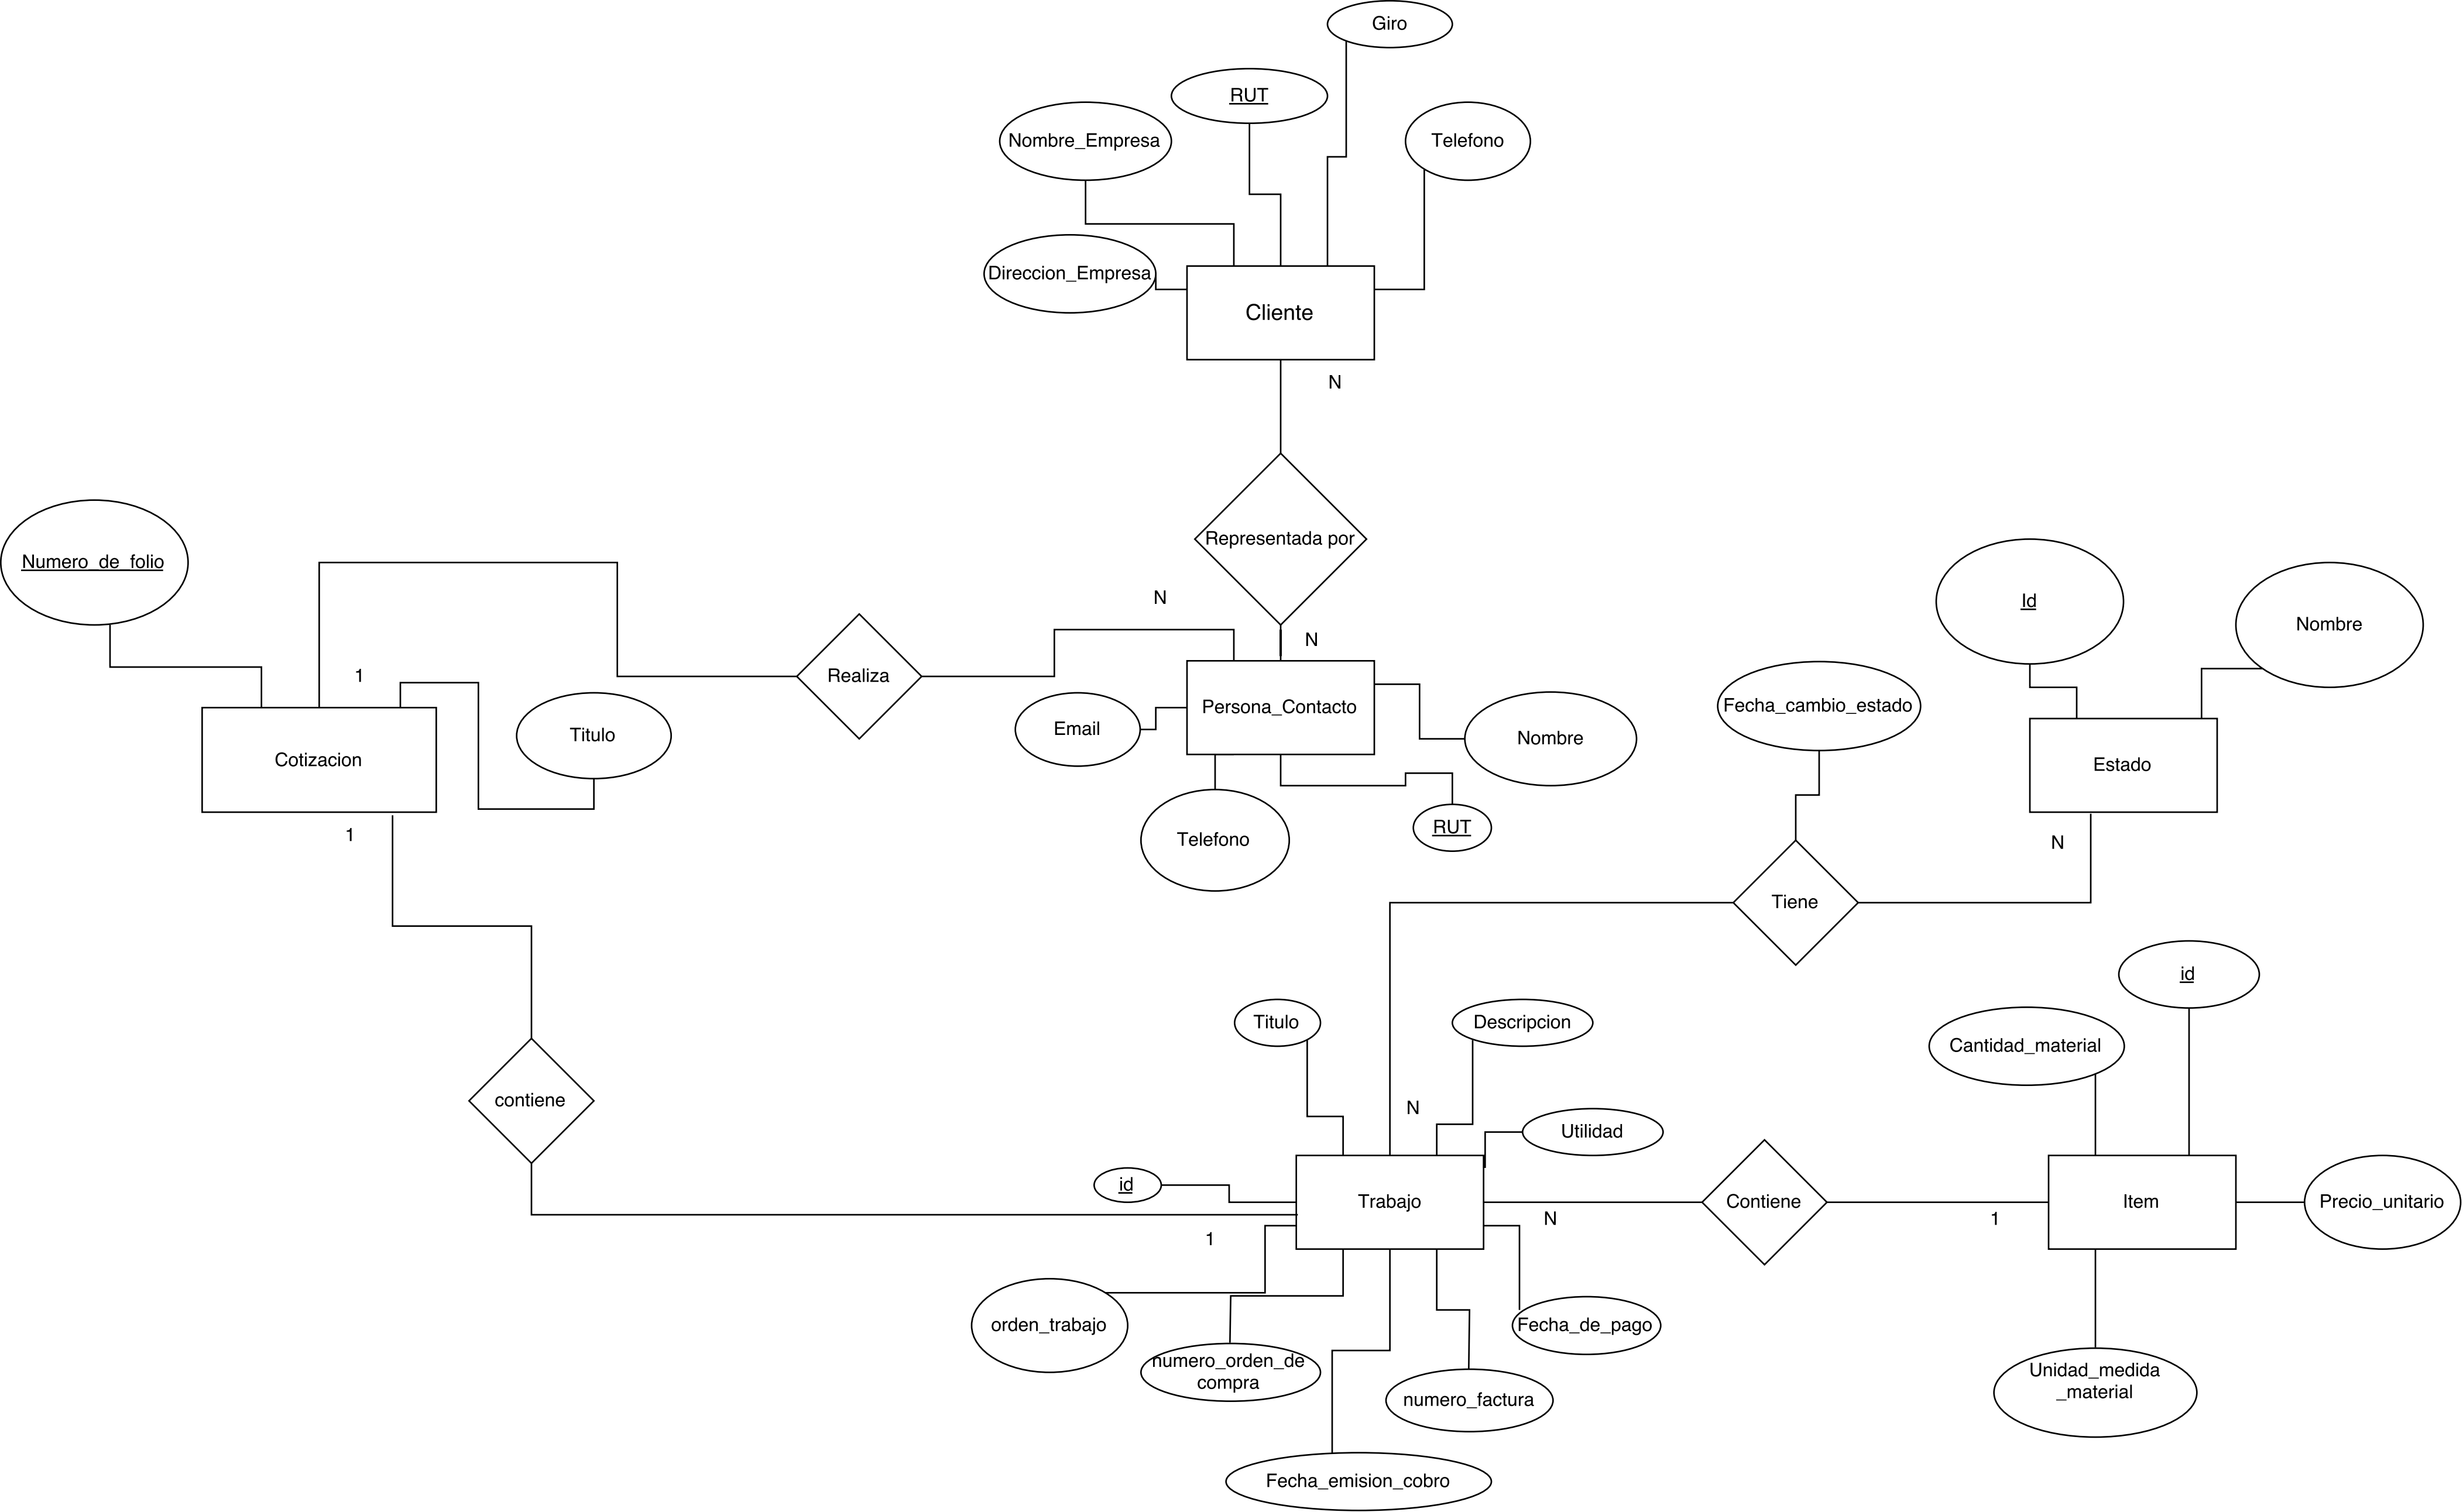 Giro
RUT
Nombre_Empresa
Telefono
Direccion_Empresa
Cliente
N
Representada por
Numero_de_folio
N
N
Realiza
1
Titulo
Cotizacion
1
Persona_Contacto
Email
Nombre
Telefono
RUT
Id
Nombre
Fecha_cambio_estado
Estado
N
Tiene
contiene
Titulo
Descripcion
N
Utilidad
id
Trabajo
N
1
Contiene
1
id
Cantidad_material
Item
Precio_unitario
Unidad_medida
_material
orden_trabajo
numero_orden_de
compra
Fecha_de_pago
numero_factura
Fecha_emision_cobro